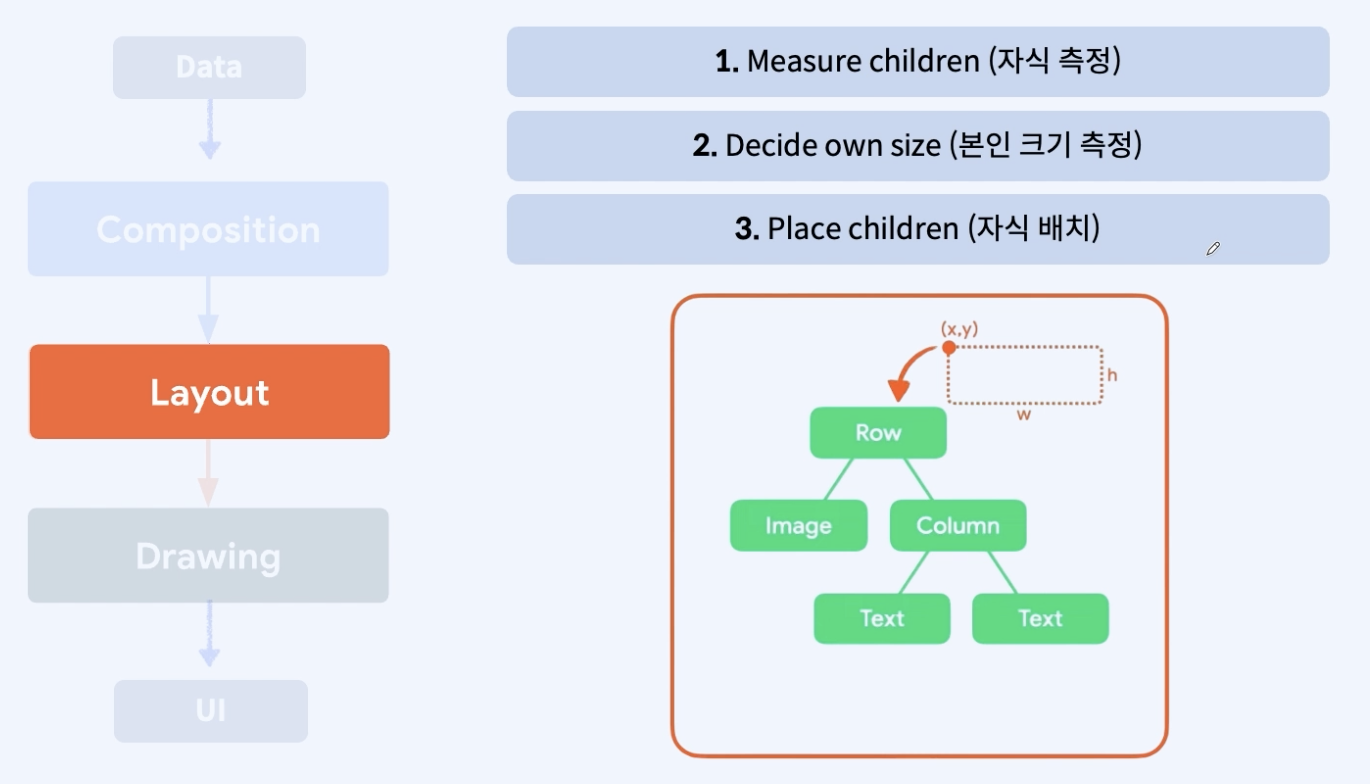 Data
Composition
Layout
Drawing
UI
1. Measure children (자식 측정)
2. Decide own size (본인 크기 측정)
3. Place children (자식 배치)
(x,y)
h
w
Row
Image
Column
Text
Text